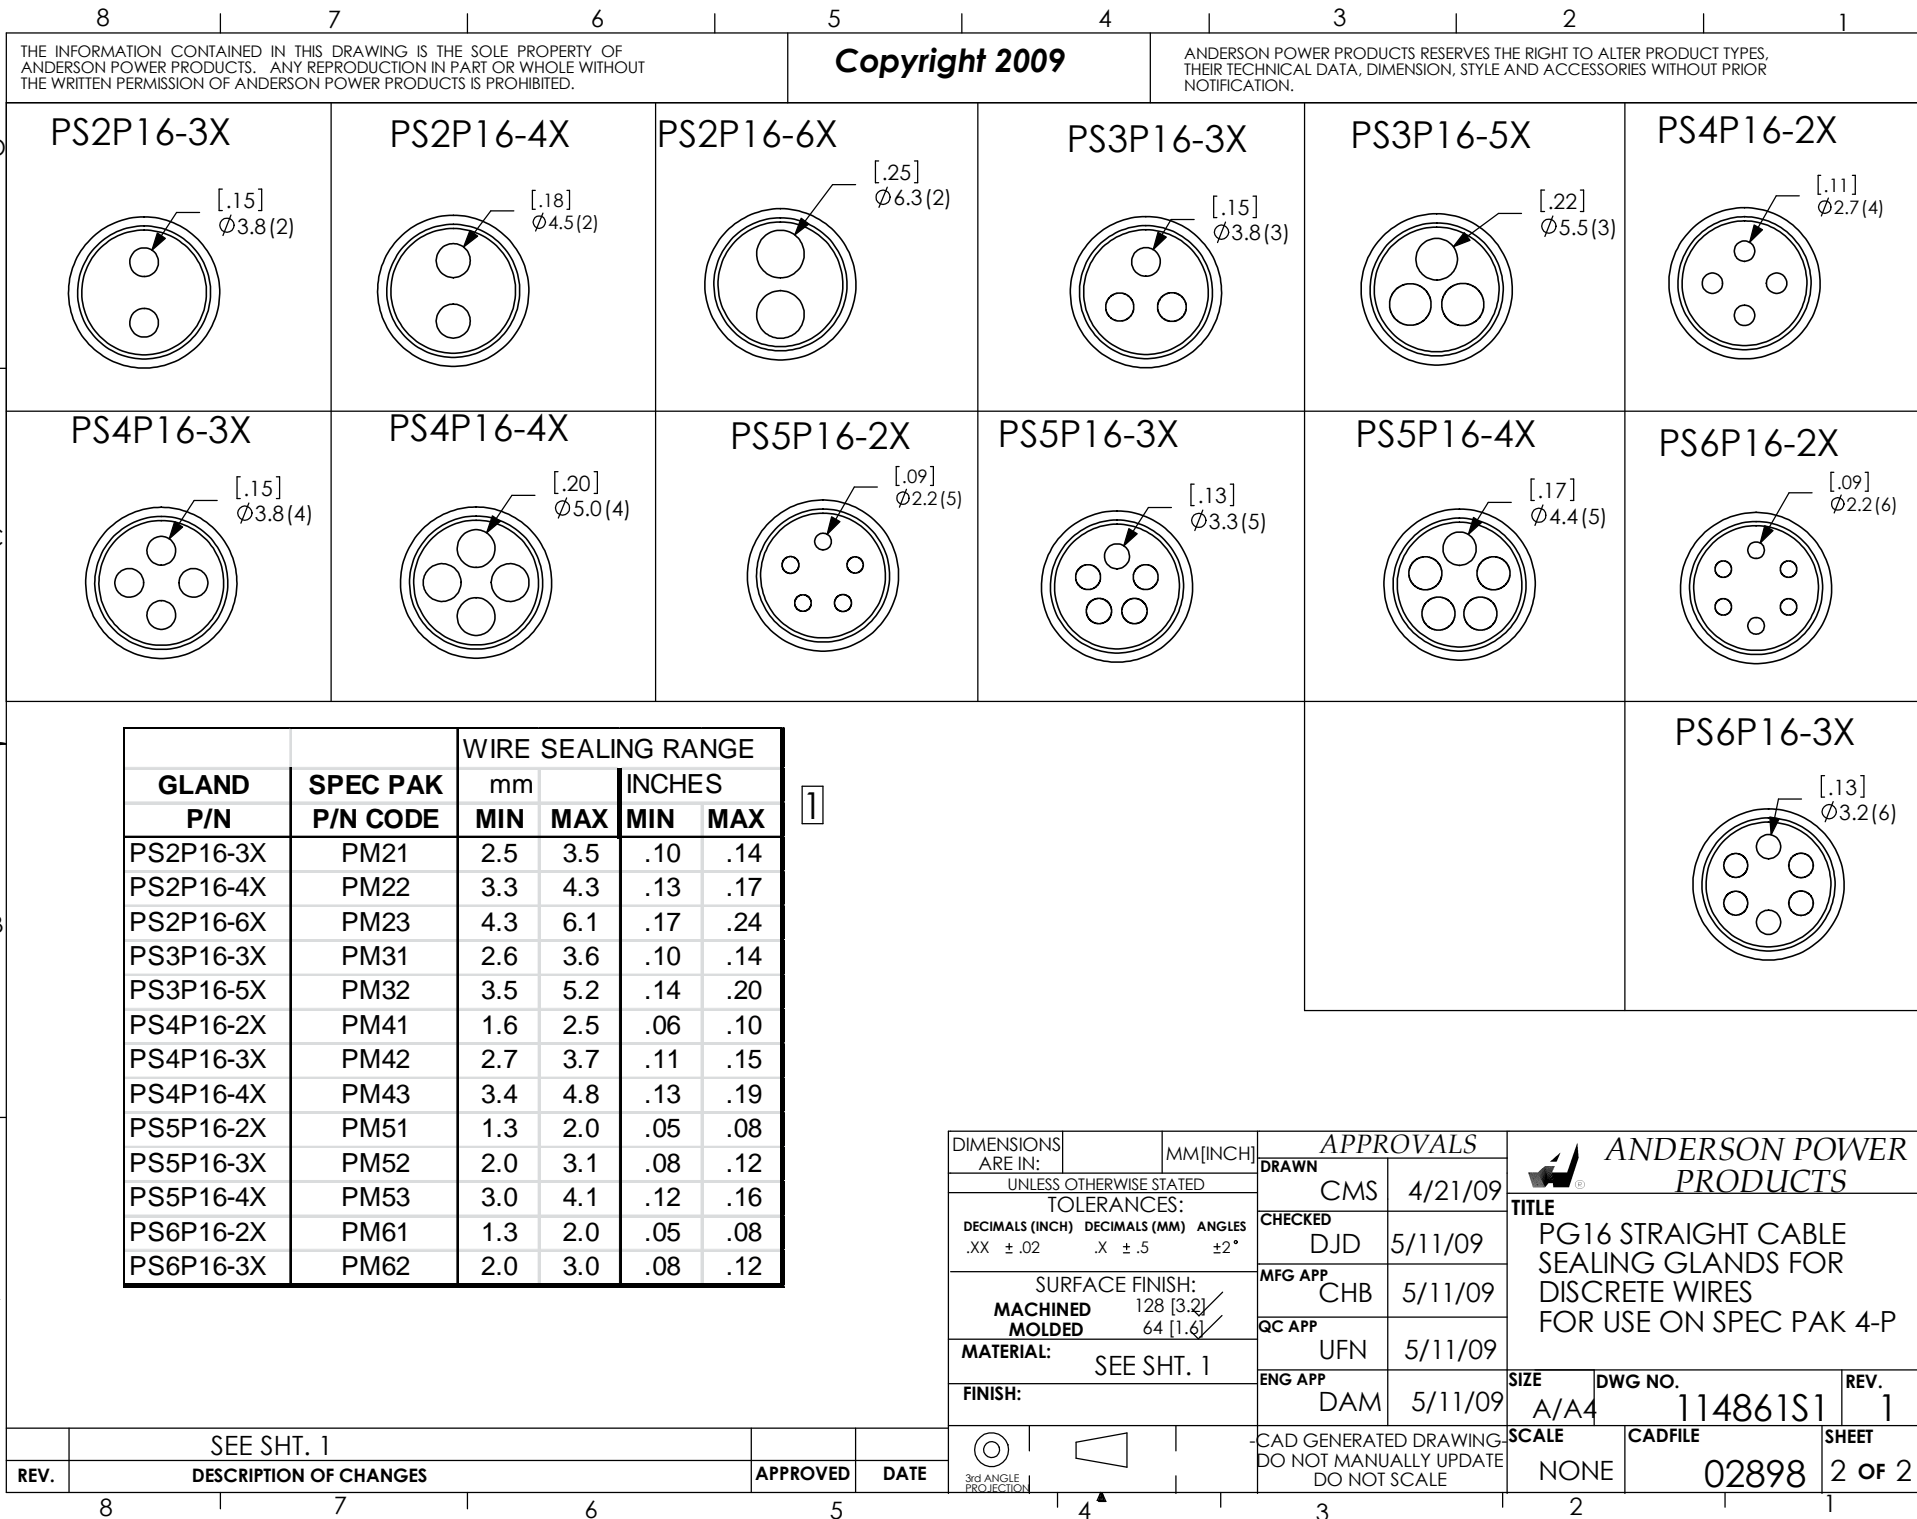 8 7 6 5 4 3 2 1
THE INFORMATION CONTAINED IN THIS DRAWING IS THE SOLE PROPERTY OF
ANDERSON POWER PRODUCTS. ANY REPRODUCTION IN PART OR WHOLE WITHOUT
THE WRITTEN PERMISSION OF ANDERSON POWER PRODUCTS IS PROHIBITED.
Copyright 2009
ANDERSON POWER PRODUCTS RESERVES THE RIGHT TO ALTER PRODUCT TYPES,
THEIR TECHNICAL DATA, DIMENSION, STYLE AND ACCESSORIES WITHOUT PRIOR
NOTIFICATION.
PS2P16-3X
[.15]
Ø3.8(2)
PS2P16-4X
[.18]
Ø4.5(2)
PS2P16-6X
[.25]
Ø6.3(2)
PS3P16-3X
[.15]
Ø3.8(3)
PS3P16-5X
[.22]
Ø5.5(3)
PS4P16-2X
[.11]
Ø2.7(4)
PS4P16-3X
[.15]
Ø3.8(4)
PS4P16-4X
[.20]
Ø5.0(4)
PS5P16-2X
[.09]
Ø2.2(5)
PS5P16-3X
[.13]
Ø3.3(5)
PS5P16-4X
[.17]
Ø4.4(5)
PS6P16-2X
[.09]
Ø2.2(6)
PS6P16-3X
[.13]
Ø3.2(6)
WIRE SEALING RANGE
GLAND SPEC PAK mm INCHES
P/N P/N CODE MIN MAX MIN MAX
1
PS2P16-3X PM21 2.5 3.5 .10 .14
PS2P16-4X PM22 3.3 4.3 .13 .17
PS2P16-6X PM23 4.3 6.1 .17 .24
PS3P16-3X PM31 2.6 3.6 .10 .14
PS3P16-5X PM32 3.5 5.2 .14 .20
PS4P16-2X PM41 1.6 2.5 .06 .10
PS4P16-3X PM42 2.7 3.7 .11 .15
PS4P16-4X PM43 3.4 4.8 .13 .19
PS5P16-2X PM51 1.3 2.0 .05 .08
PS5P16-3X PM52 2.0 3.1 .08 .12
PS5P16-4X PM53 3.0 4.1 .12 .16
PS6P16-2X PM61 1.3 2.0 .05 .08
PS6P16-3X PM62 2.0 3.0 .08 .12
DIMENSIONS
ARE IN:
MM[INCH]
UNLESS OTHERWISE STATED
TOLERANCES:
DECIMALS (INCH) DECIMALS (MM) ANGLES
.XX ± .02 .X ± .5 ±2°
SURFACE FINISH:
MACHINED 128 [3.2]
MOLDED 64 [1.6]
MATERIAL:
SEE SHT. 1
FINISH:
3rd ANGLE
PROJECTION
APPROVALS
DRAWN
CMS 4/21/09
CHECKED
DJD 5/11/09
MFG APP
CHB 5/11/09
QC APP
UFN 5/11/09
ENG APP
DAM 5/11/09
-CAD GENERATED DRAWING-
DO NOT MANUALLY UPDATE
DO NOT SCALE
®
ANDERSON POWER
PRODUCTS
TITLE
PG16 STRAIGHT CABLE
SEALING GLANDS FOR
DISCRETE WIRES
FOR USE ON SPEC PAK 4-P
SIZE
A/A4
DWG NO.
114861S1
REV.
1
SCALE
NONE
CADFILE
02898
SHEET
2 OF 2
SEE SHT. 1
REV. DESCRIPTION OF CHANGES APPROVED DATE
8 7 6 5 4 3 2 1